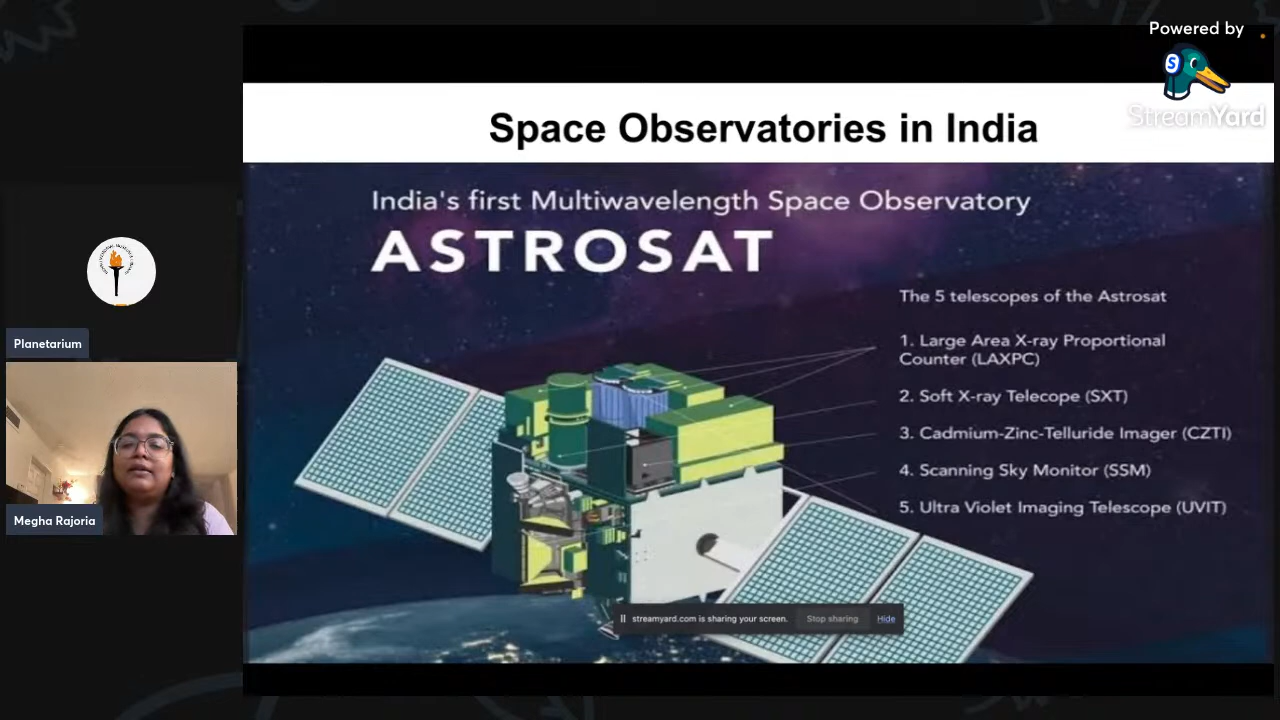 Powered by
StreamYard
Space Observatories in India
India's first Multiwavelength Space Observatory
ASTROSAT
The 5 telescopes of the Astrosat
1. Large Area X-ray Proportional
Counter (LAXPC)
2. Soft X-ray Telecope (SXT)
3. Cadmium-Zinc-Telluride Imager (CZTI)
4. Scanning Sky Monitor (SSM)
5. Ultra Violet Imaging Telescope (UVIT)
Planetarium
Megha Rajoria
streamyard.com is sharing your screen. Stop sharing Hide